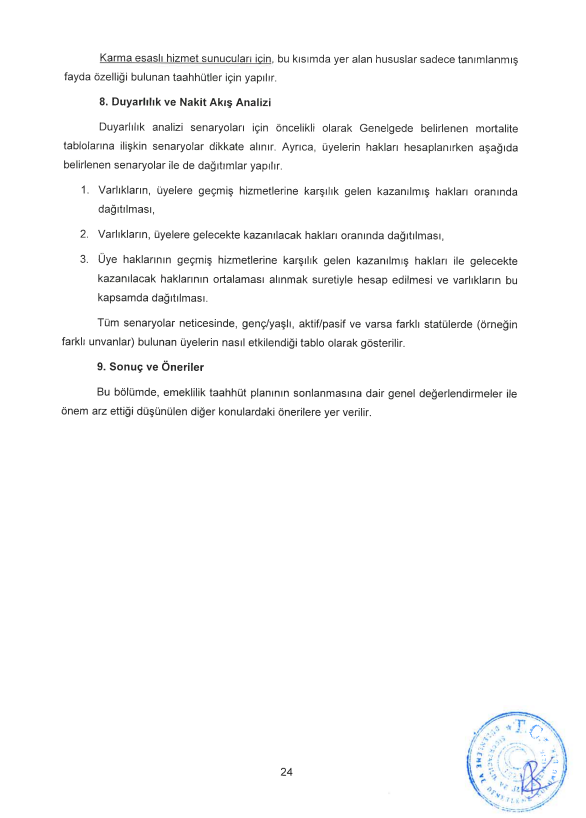 Karma esaslı hizmet sunucuları için, bu kısımda yer alan hususlar sadece tanımlanmış
fayda özelliği bulunan taahhütler için yapılır.
8. Duyarlılık ve Nakit Akış Analizi
Duyarlılık analizi senaryoları için öncelikli olarak Genelgede belirlenen mortalite
tablolarına ilişkin senaryolar dikkate alınır. Ayrıca, üyelerin hakları hesaplanırken aşağıda
belirlenen senaryolar ile de dağıtımlar yapılır.
1. Varlıkların, üyelere geçmiş hizmetlerine karşılık gelen kazanılmış hakları oranında
dağıtılması,
2. Varlıkların, üyelere gelecekte kazanılacak hakları oranında dağıtılması,
3. Üye haklarının geçmiş hizmetlerine karşılık gelen kazanılmış hakları ile gelecekte
kazanılacak haklarının ortalaması alınmak suretiyle hesap edilmesi ve varlıkların bu
kapsamda dağıtılması.
Tüm senaryolar neticesinde, genç/yaşlı, aktif/pasif ve varsa farklı statülerde (örneğin
farklı unvanlar) bulunan üyelerin nasıl etkilendiği tablo olarak gösterilir.
9. Sonuç ve Öneriler
Bu bölümde, emeklilik taahhüt planının sonlanmasına dair genel değerlendirmeler ile
önem arz ettiği düşünülen diğer konulardaki önerilere yer verilir.
T.C.
24